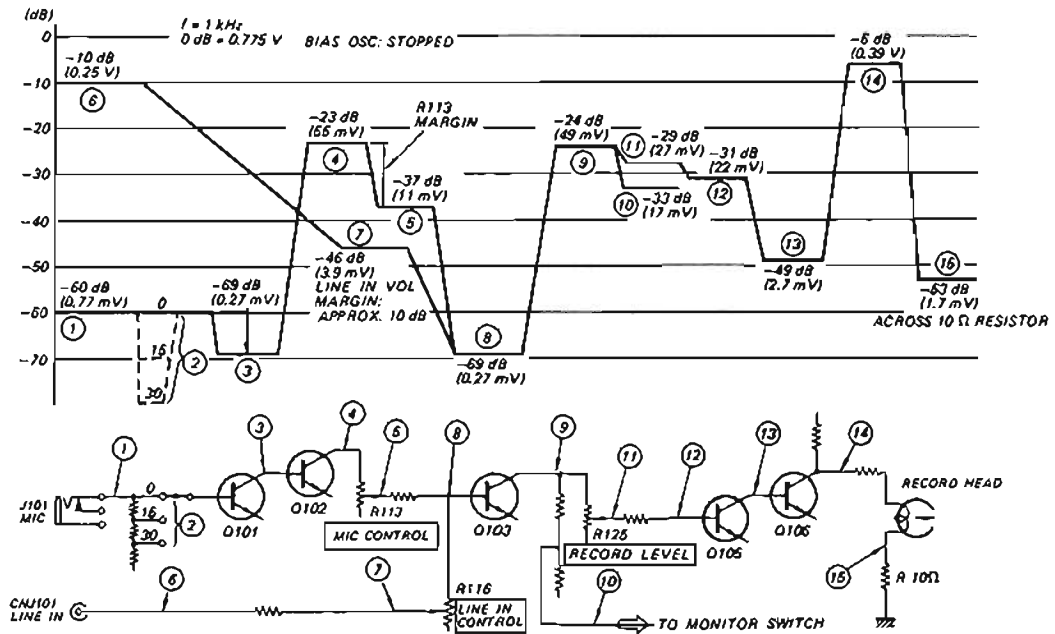 (dB)
f = 1 kHz
0 dB = 0.775 V
BIAS OSC: STOPPED
0
-10
-20
-30
-40
-50
-60
-70
-10 dB
(0.25 V)
6
-23 dB
(55 mV)
4
R113
MARGIN
-37 dB
(11 mV)
5
7
-46 dB
(3.9 mV)
LINE IN VOL
MARGIN:
APPROX. 10 dB
-60 dB
(0.77 mV)
1
0
15
30
2
-69 dB
(0.27 mV)
3
8
-69 dB
(0.27 mV)
-24 dB
(49 mV)
9
11
-29 dB
(27 mV)
10
-33 dB
(17 mV)
-31 dB
(22 mV)
12
13
-49 dB
(2.7 mV)
-6 dB
(0.39 V)
14
15
-53 dB
(1.7 mV)
ACROSS 10 Ω RESISTOR
1
J101
MIC
0
15
30
2
3
Q101
4
Q102
5
R113
MIC CONTROL
8
Q103
9
11
12
R125
RECORD LEVEL
13
Q105
14
Q106
RECORD HEAD
15
R 10Ω
CNJ101
LINE IN
6
7
R116
LINE IN
CONTROL
10
TO MONITOR SWITCH